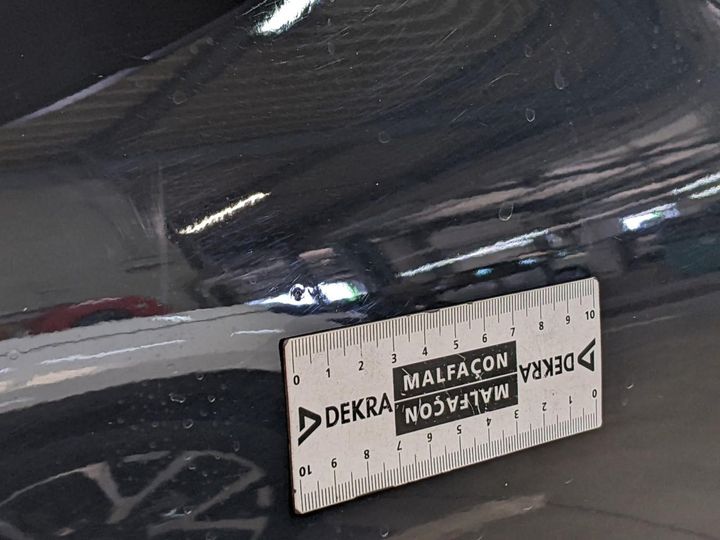 0 1 2 3 4 5 6 7 8 9 10
MALFAÇON
DEKRA
DEKRA
MALFAÇON
10 9 8 7 6 5 4 3 2 1 0